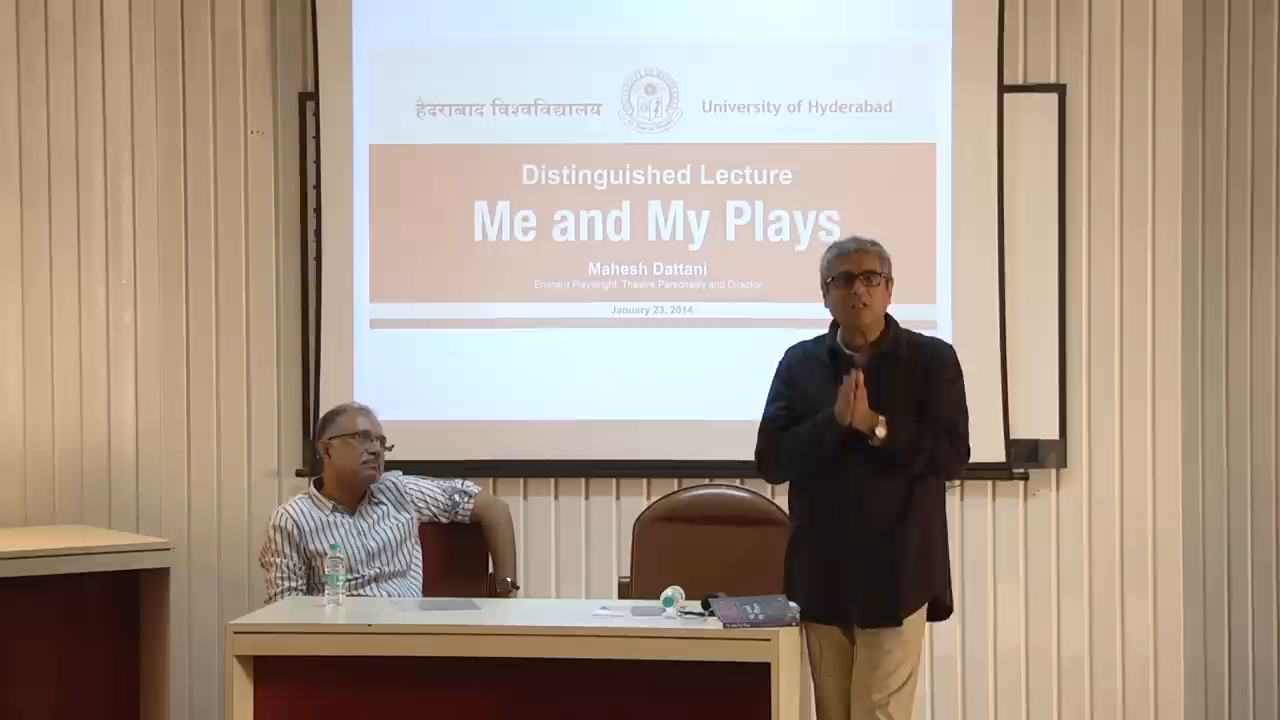 हैदराबाद विश्वविद्यालय
University of Hyderabad
Distinguished Lecture
Me and My Plays
Mahesh Dattani
Eminent Playwright, Theatre Personality and Director
January 23, 2014